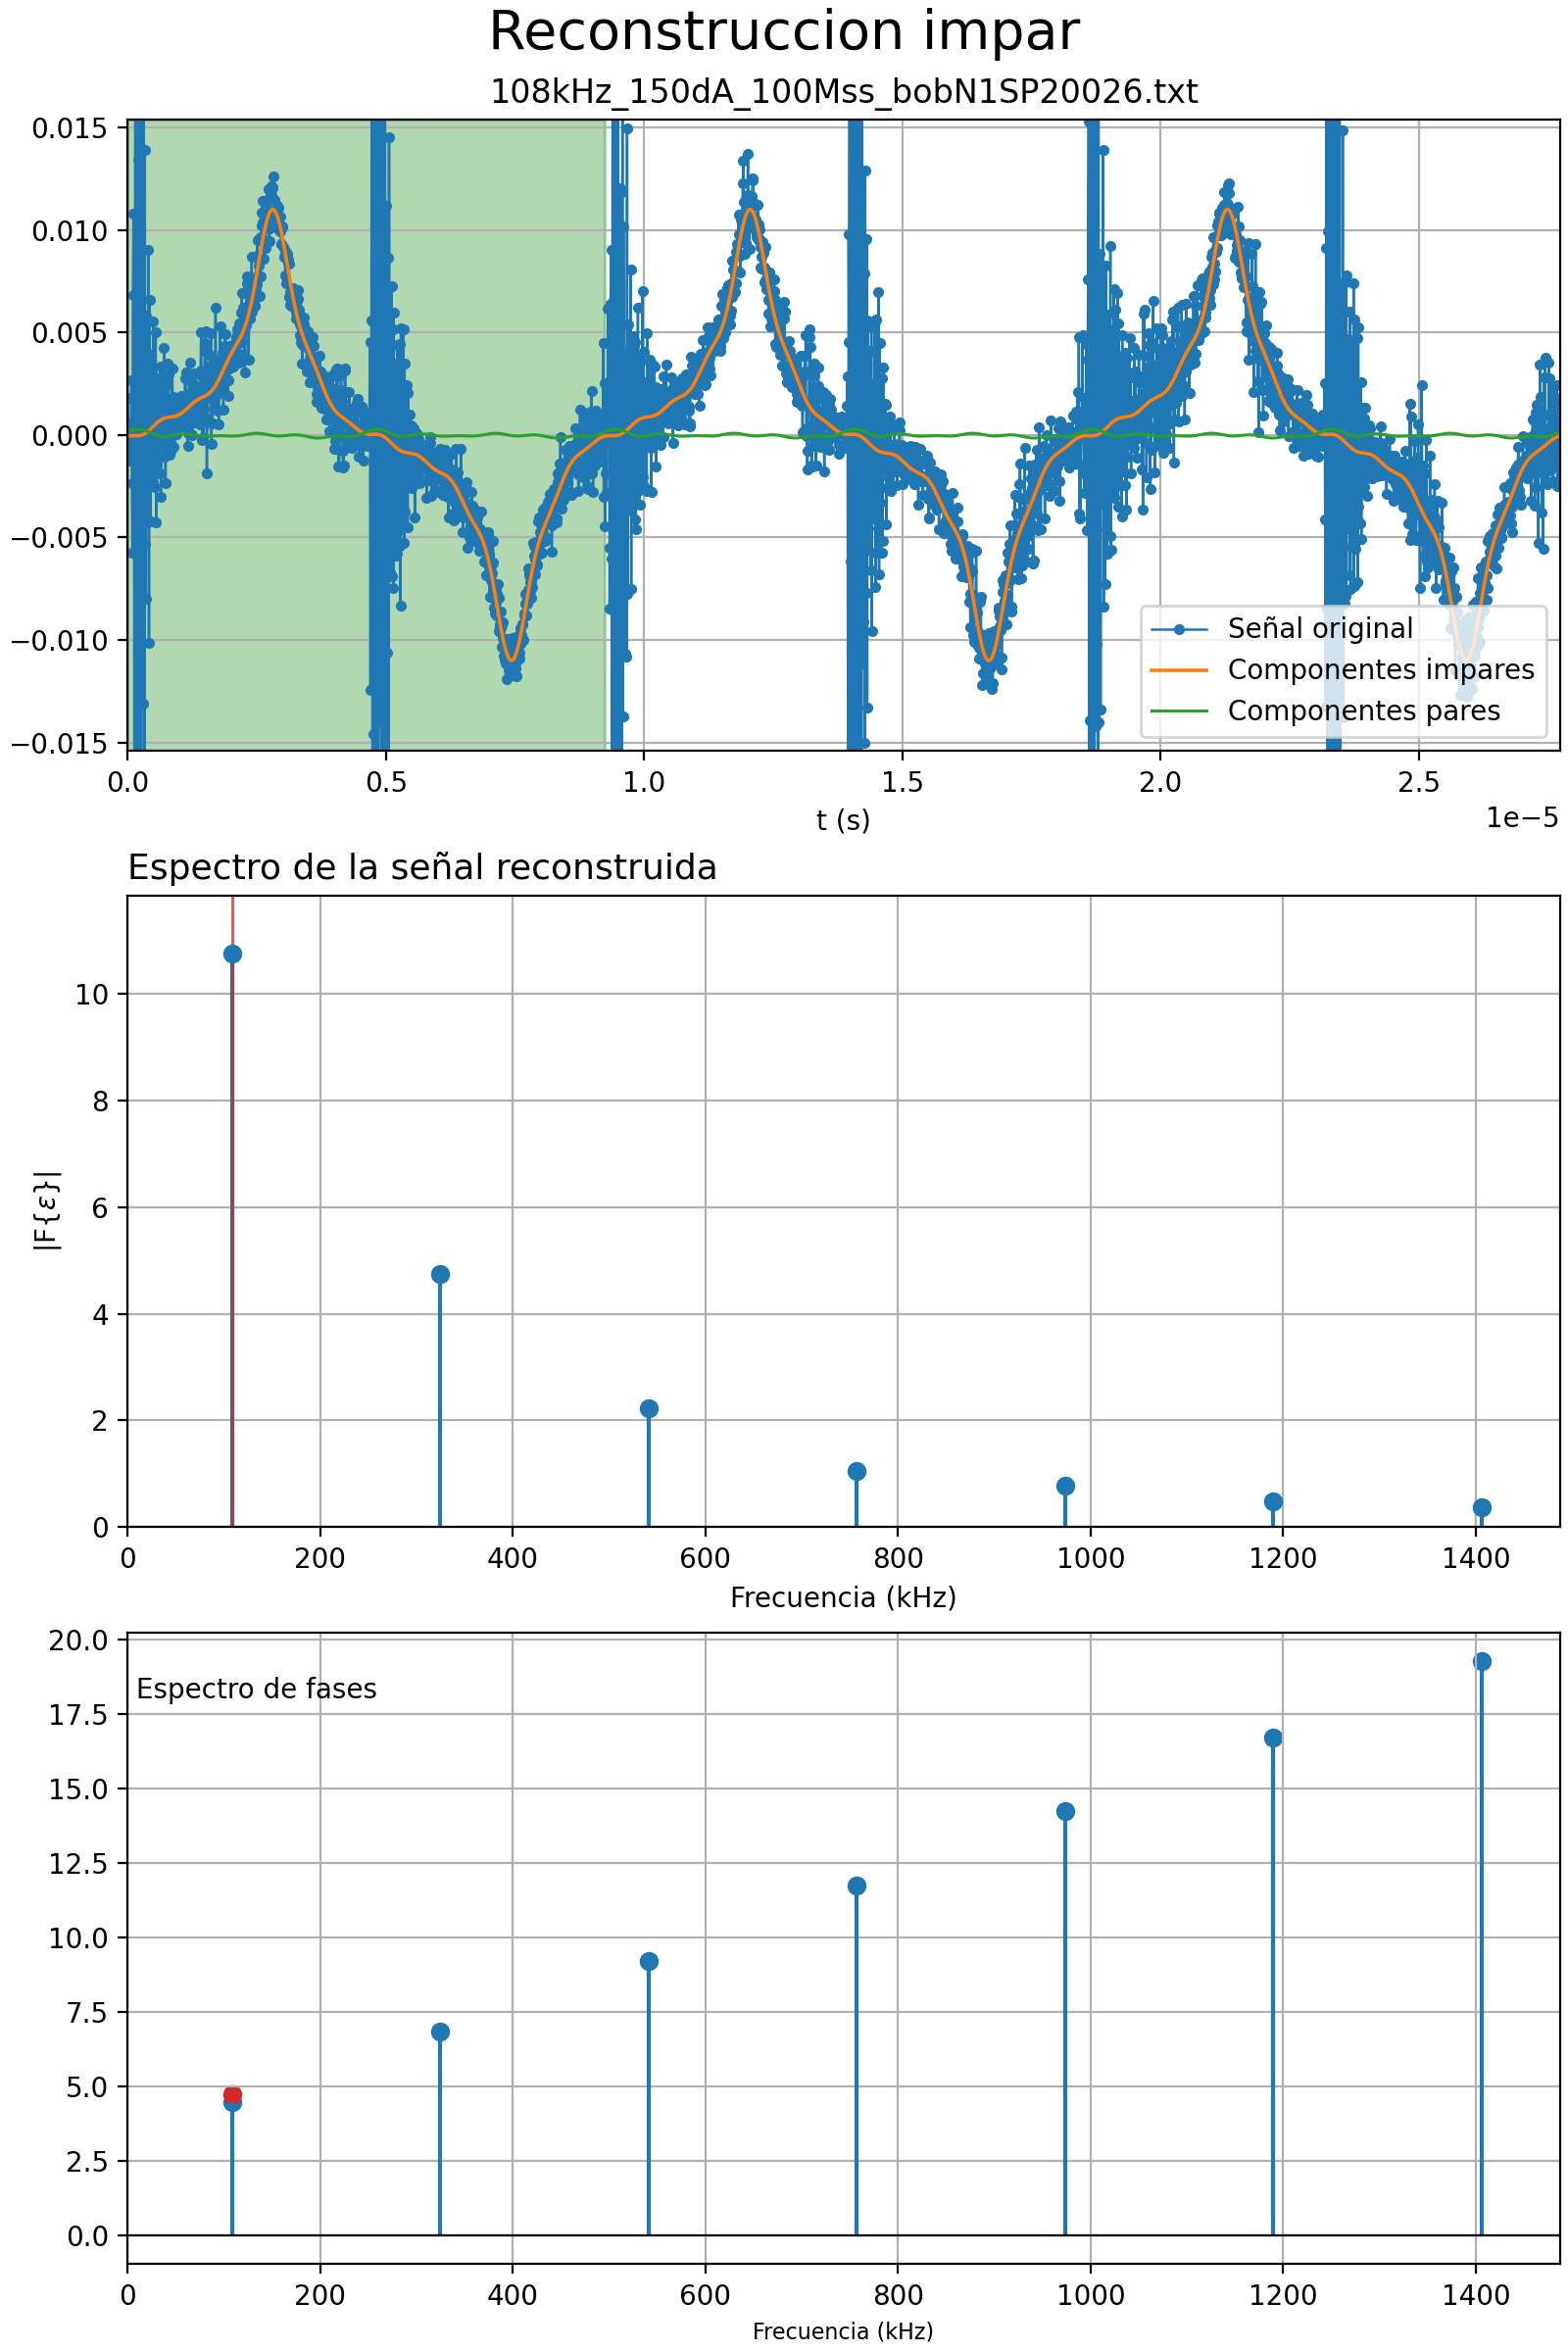 Reconstruccion impar
108kHz_150dA_100Mss_bobN1SP20026.txt
0.015
0.010
0.005
0.000
−0.005
−0.010
−0.015
Señal original
Componentes impares
Componentes pares
0.0 0.5 1.0 1.5 2.0 2.5
1e−5
t (s)
Espectro de la señal reconstruida
10
8
6
4
2
0
|F{ε}|
0 200 400 600 800 1000 1200 1400
Frecuencia (kHz)
20.0
Espectro de fases
17.5
15.0
12.5
10.0
7.5
5.0
2.5
0.0
0 200 400 600 800 1000 1200 1400
Frecuencia (kHz)